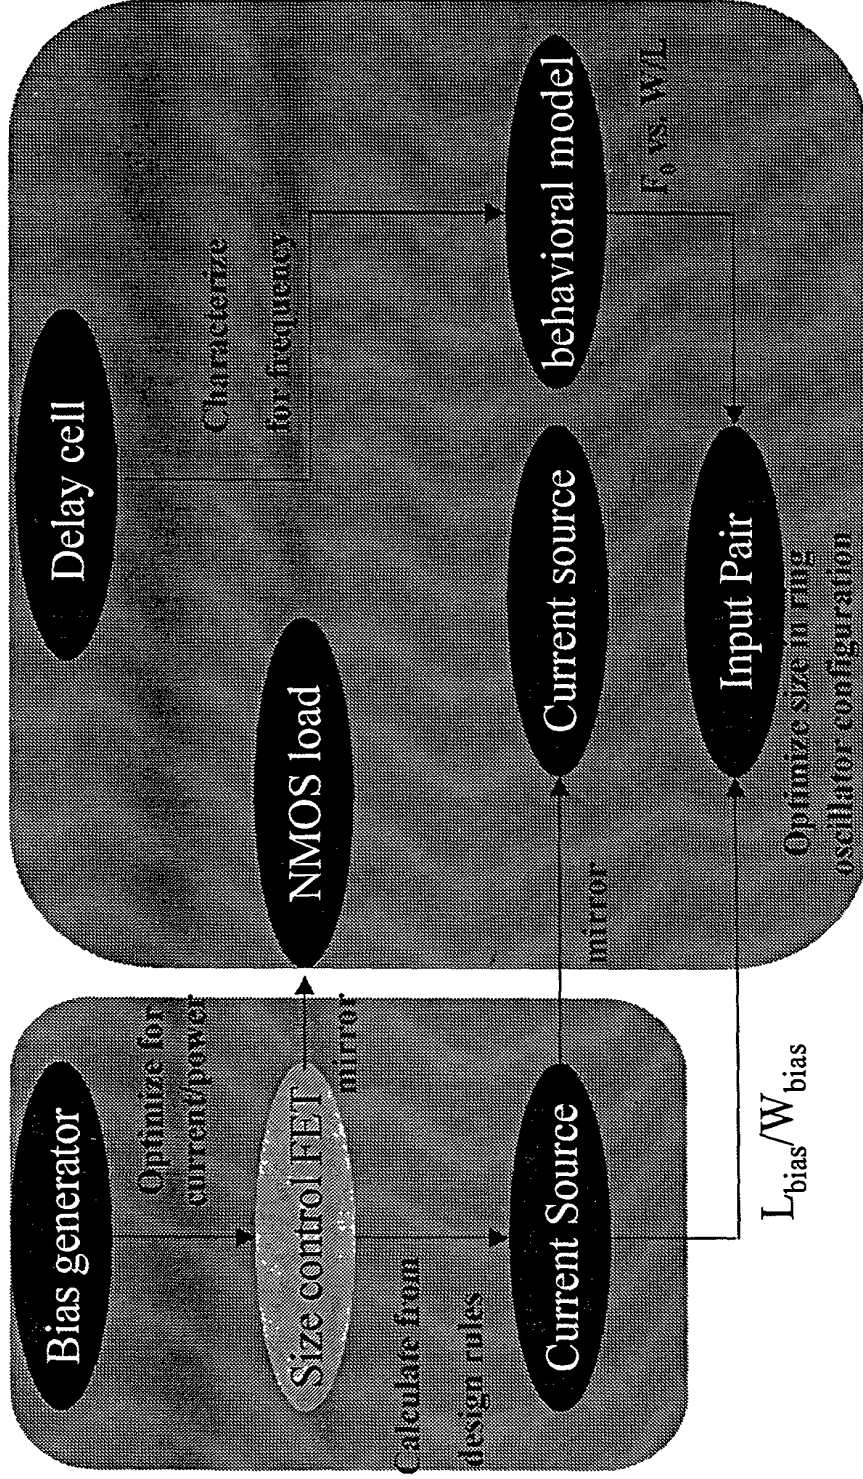 Bias generator
Optimize for
current/power
Size control FET
mirror
Calculate from
design rules
Current Source
L_bias/W_bias
Delay cell
Characterize
for frequency
NMOS load
mirror
Current source
behavioral model
F₀ vs. W/L
Input Pair
Optimize size in ring
oscillator configuration